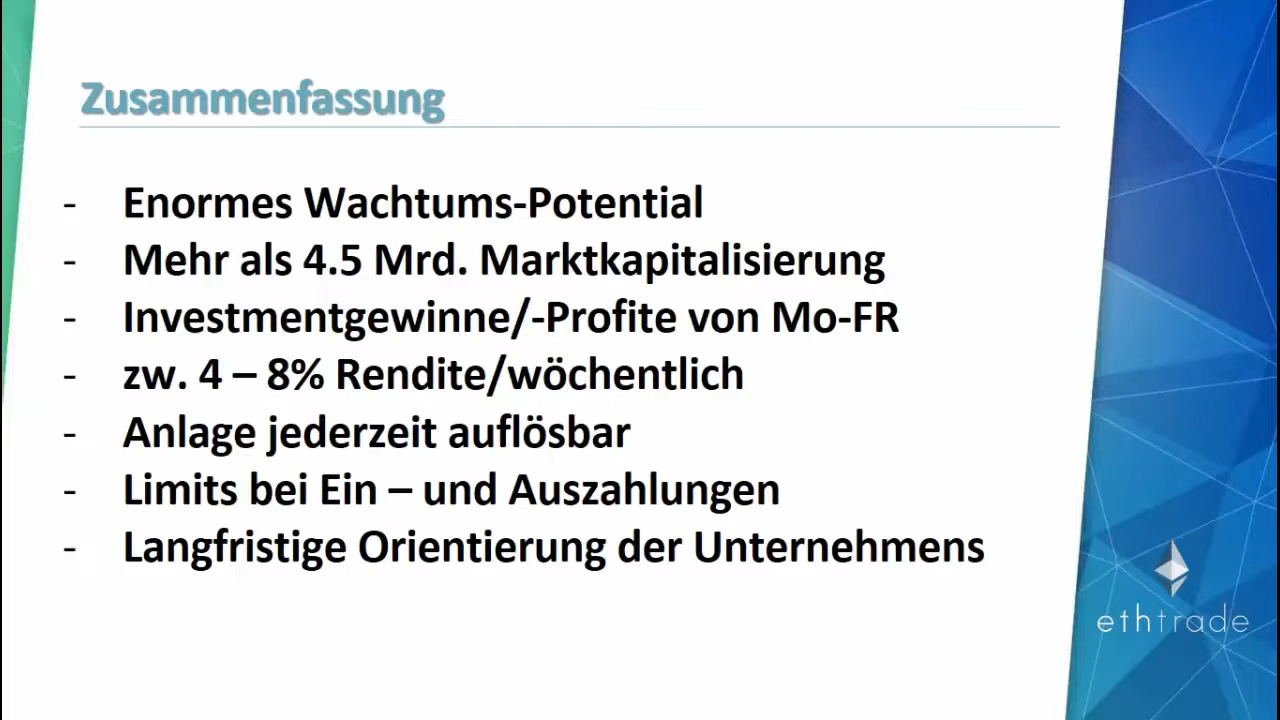 Zusammenfassung
- Enormes Wachtums-Potential
- Mehr als 4.5 Mrd. Marktkapitalisierung
- Investmentgewinne/-Profite von Mo-FR
- zw. 4 – 8% Rendite/wöchentlich
- Anlage jederzeit auflösbar
- Limits bei Ein – und Auszahlungen
- Langfristige Orientierung der Unternehmens
ethtrade